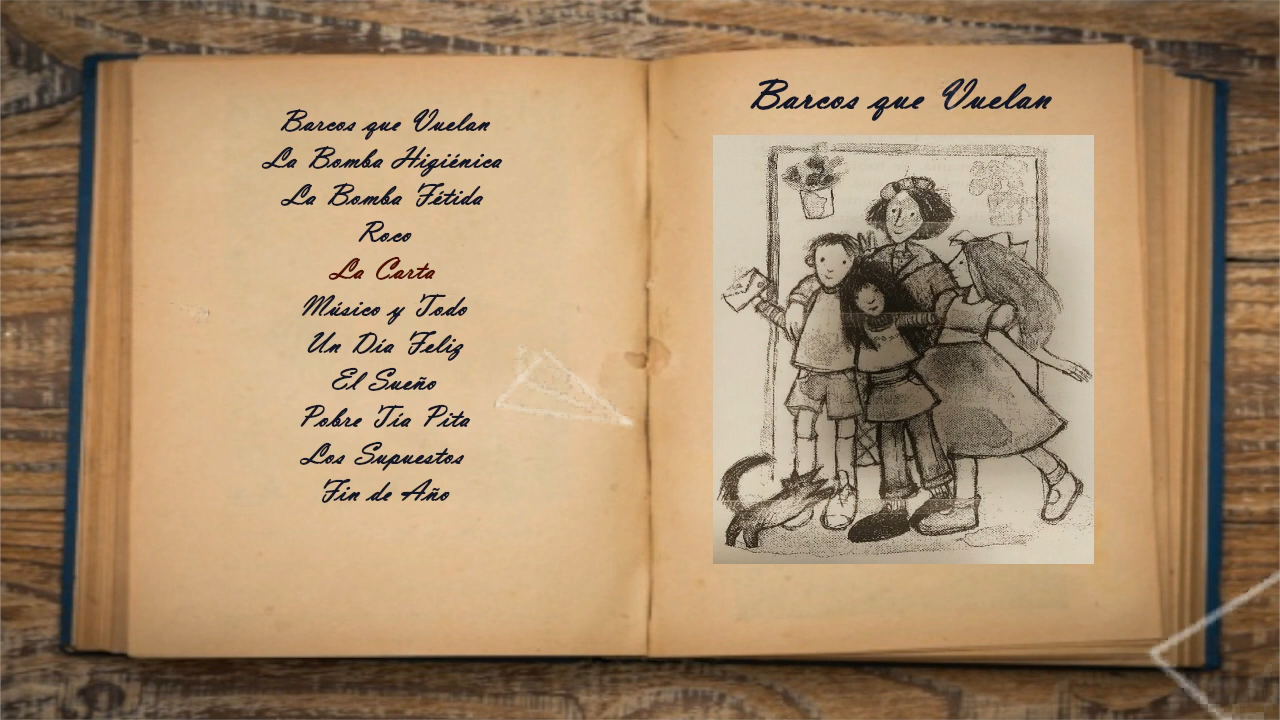 Barcos que Vuelan
La Bomba Higiénica
La Bomba Fétida
Roco
La Carta
Músico y Todo
Un Día Feliz
El Sueño
Pobre Tía Pita
Los Supuestos
Fin de Año
Barcos que Vuelan